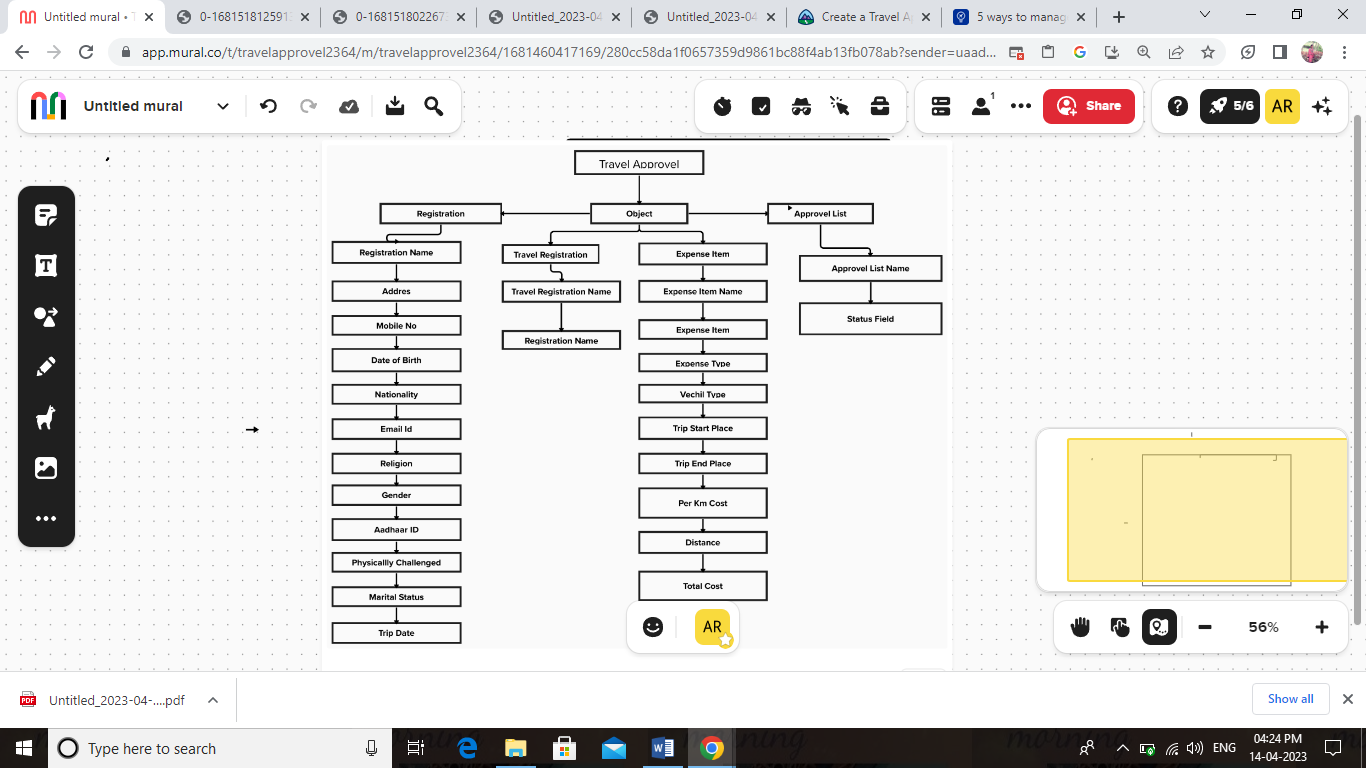 Untitled mural • T
0-1681518125913
0-1681518022673
Untitled_2023-04
Untitled_2023-04
Create a Travel A
5 ways to manag
app.mural.co/t/travelapprovel2364/m/travelapprovel2364/1681460417169/280cc58da1f0657359d9861bc88f4ab13fb078ab?sender=uaad...
Untitled mural
1
Share
?
5/6
AR
Travel Approvel
Registration
Object
Approvel List
Registration Name
Travel Registration
Expense Item
Approvel List Name
Addres
Travel Registration Name
Expense Item Name
Status Field
Mobile No
Registration Name
Expense Item
Date of Birth
Expense Type
Nationality
Vechil Type
Email Id
Trip Start Place
Religion
Trip End Place
Gender
Per Km Cost
Aadhaar ID
Distance
Physicallly Challenged
Total Cost
Marital Status
Trip Date
AR
56%
PDF
Untitled_2023-04-....pdf
Show all
Type here to search
ENG
04:24 PM
14-04-2023